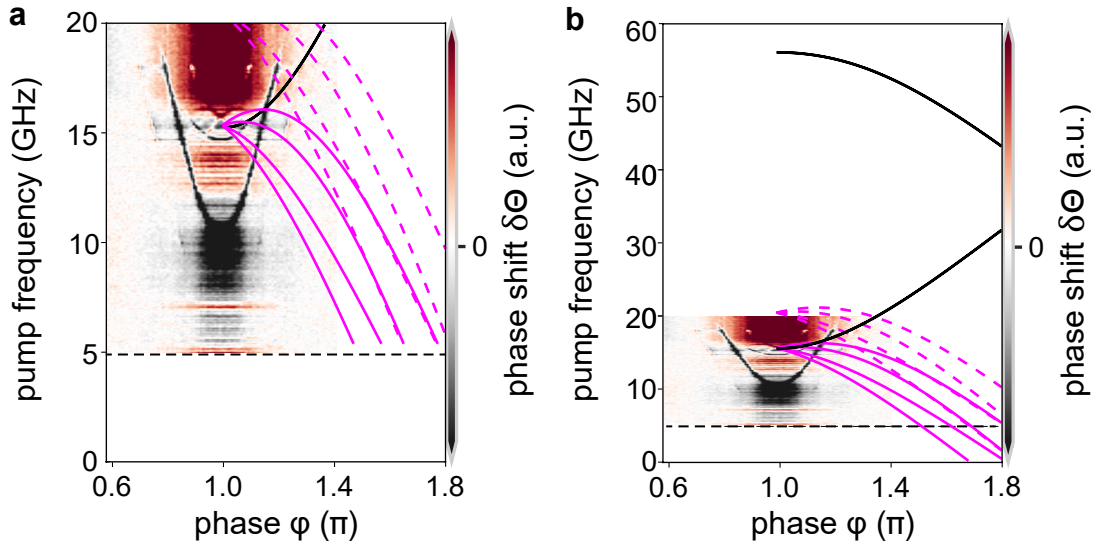 a
20
15
10
5
0
pump frequency (GHz)
0.6
1.0
1.4
1.8
phase φ (π)
0
phase shift δΘ (a.u.)
b
60
50
40
30
20
10
0
pump frequency (GHz)
0.6
1.0
1.4
1.8
phase φ (π)
0
phase shift δΘ (a.u.)